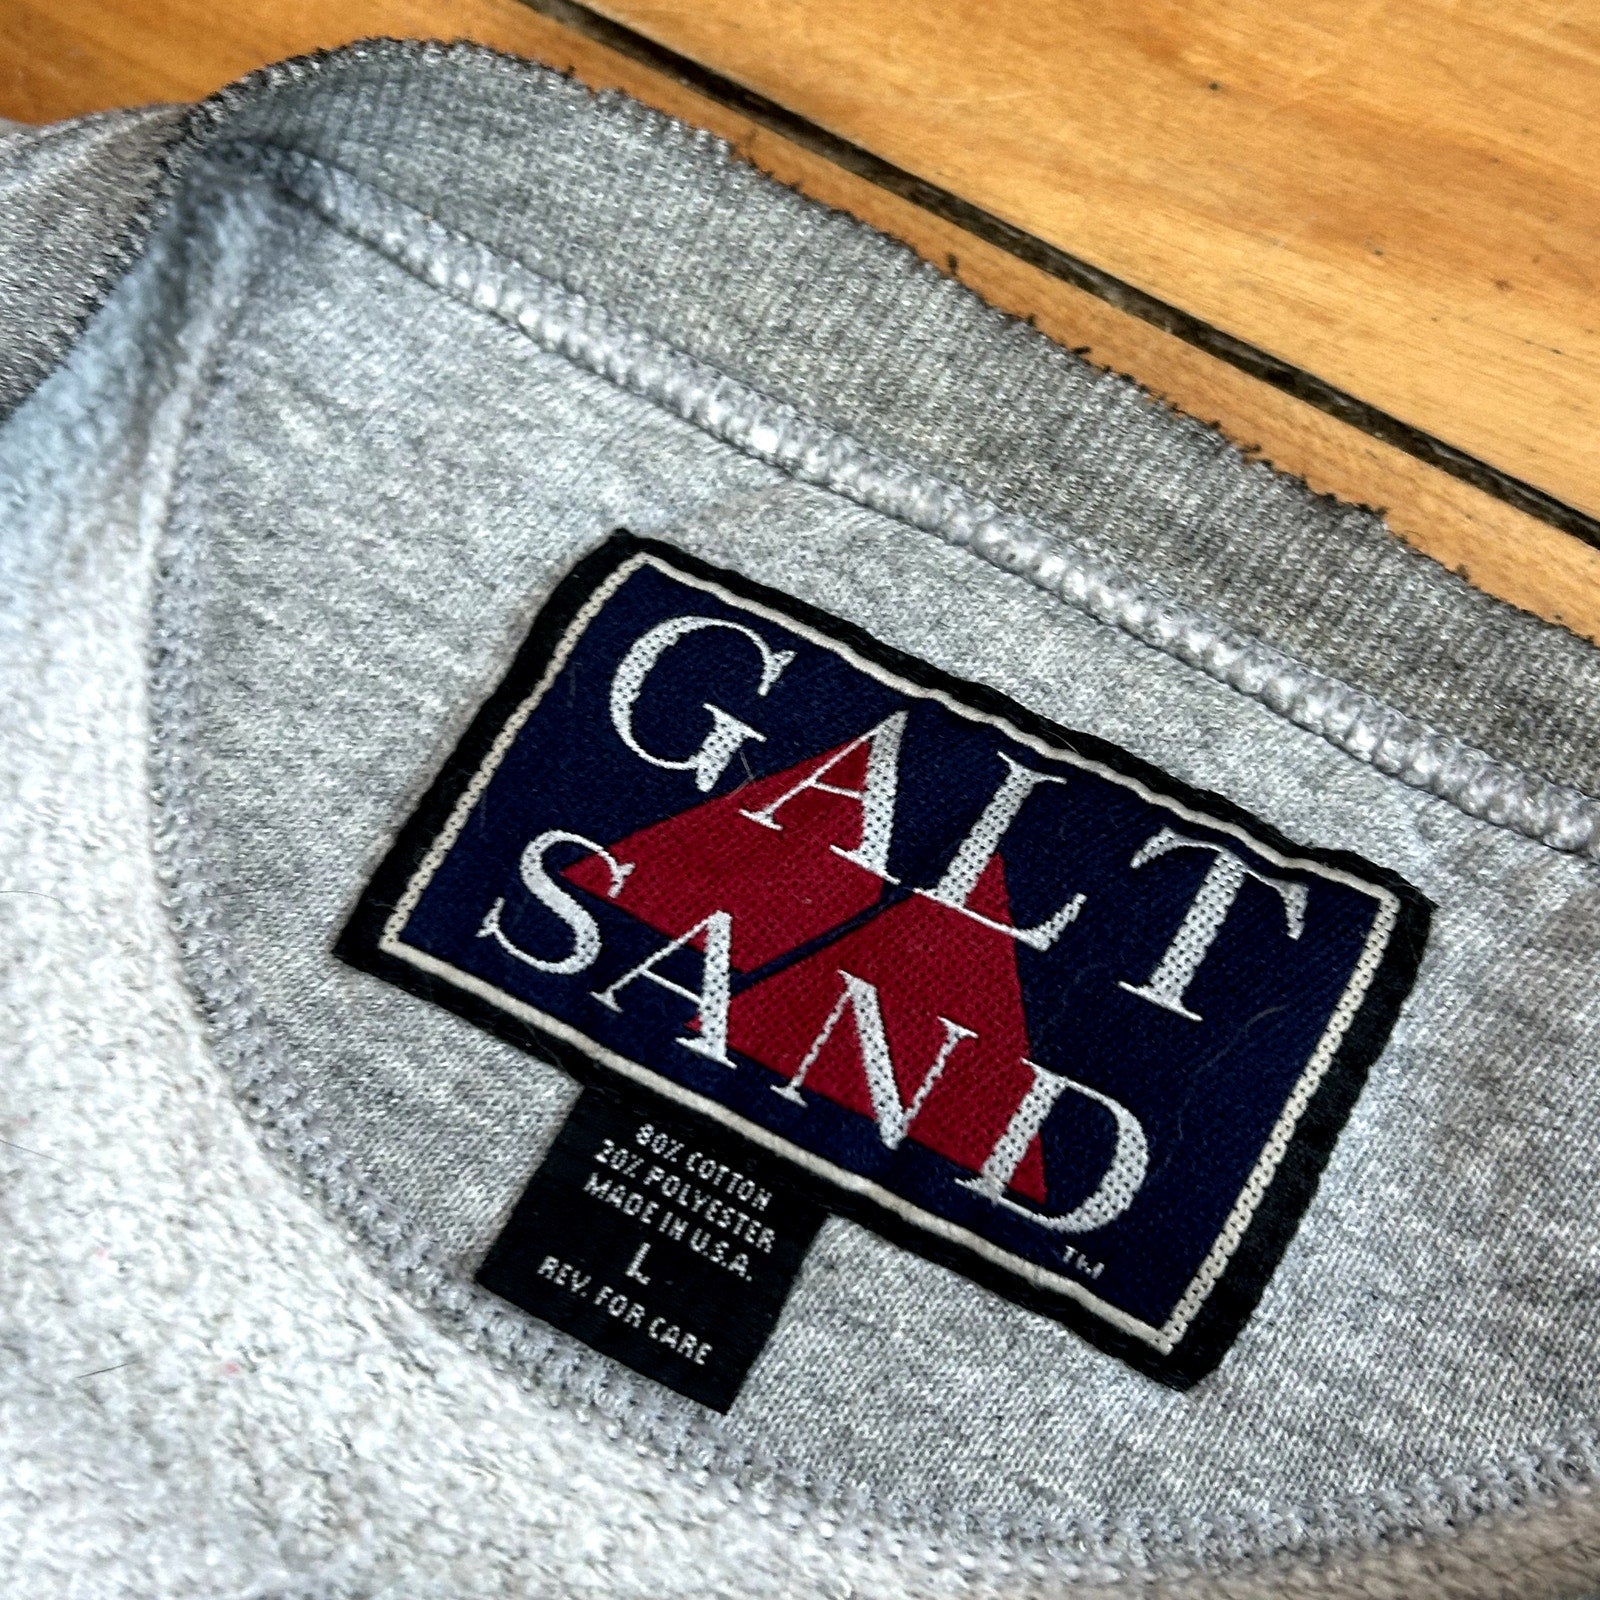 GALT
SAND
TM
80% COTTON
20% POLYESTER
MADE IN U.S.A.
L
REV. FOR CARE